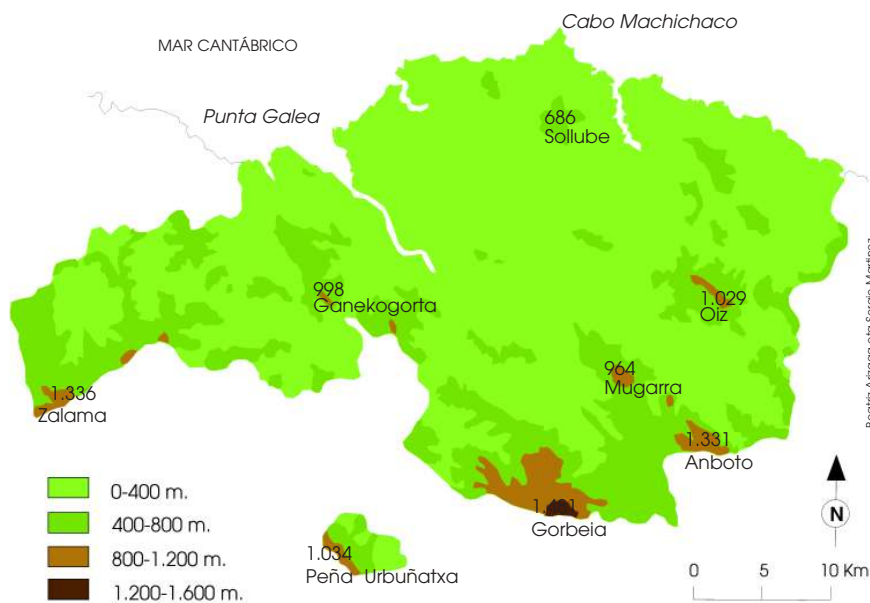 Cabo Machichaco
MAR CANTÁBRICO
Punta Galea
686
Sollube
998
Ganekogorta
1.029
Oiz
964
Mugarra
1.336
Zalama
1.331
Anboto
1.481
Gorbeia
1.034
Peña Urbuñatxa
0-400 m.
400-800 m.
800-1.200 m.
1.200-1.600 m.
N
0 5 10 Km